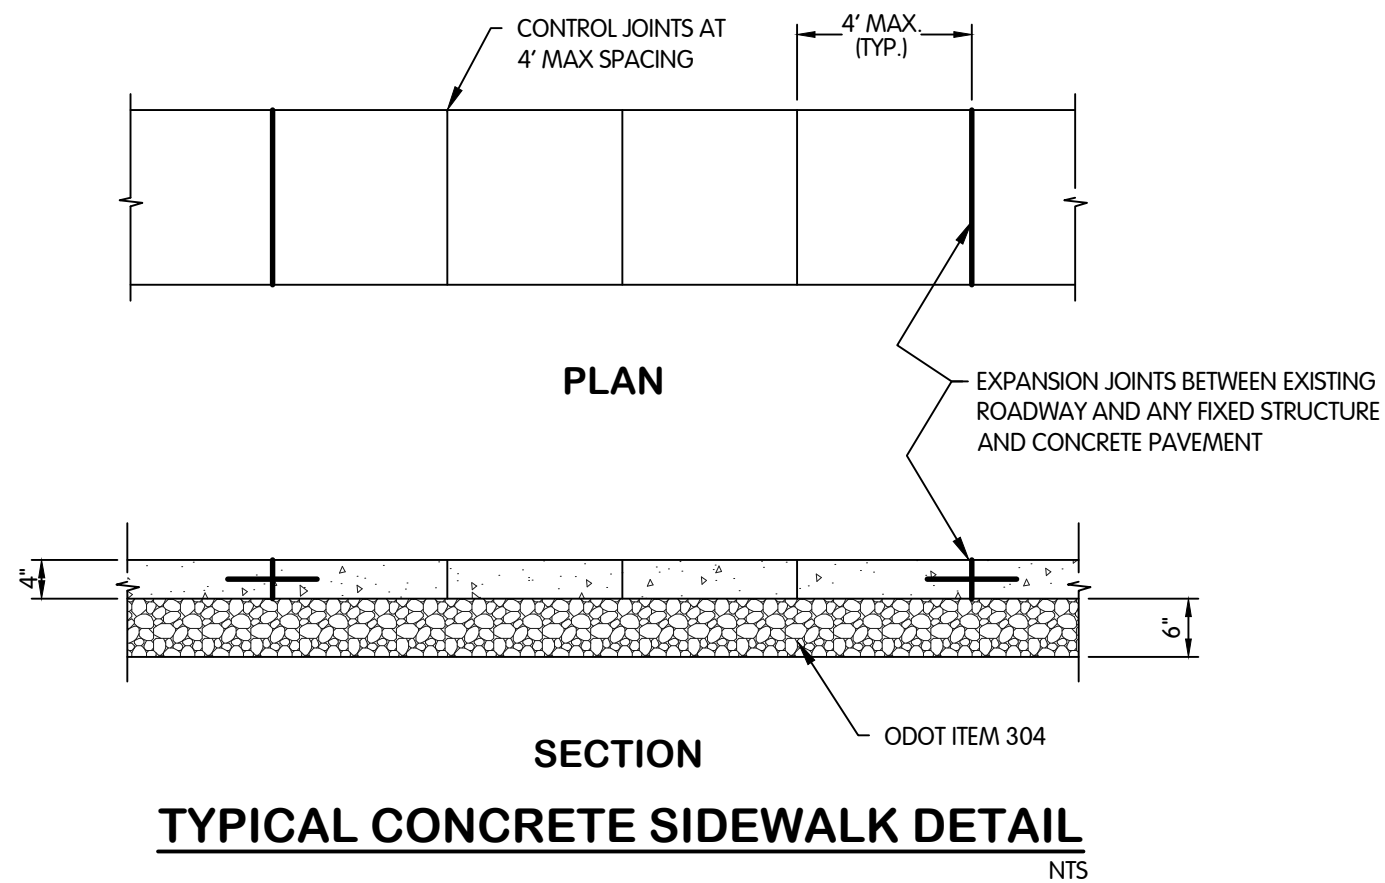 CONTROL JOINTS AT
4' MAX SPACING
4' MAX.
(TYP.)
PLAN
EXPANSION JOINTS BETWEEN EXISTING
ROADWAY AND ANY FIXED STRUCTURE
AND CONCRETE PAVEMENT
4"
6"
ODOT ITEM 304
SECTION
TYPICAL CONCRETE SIDEWALK DETAIL
NTS